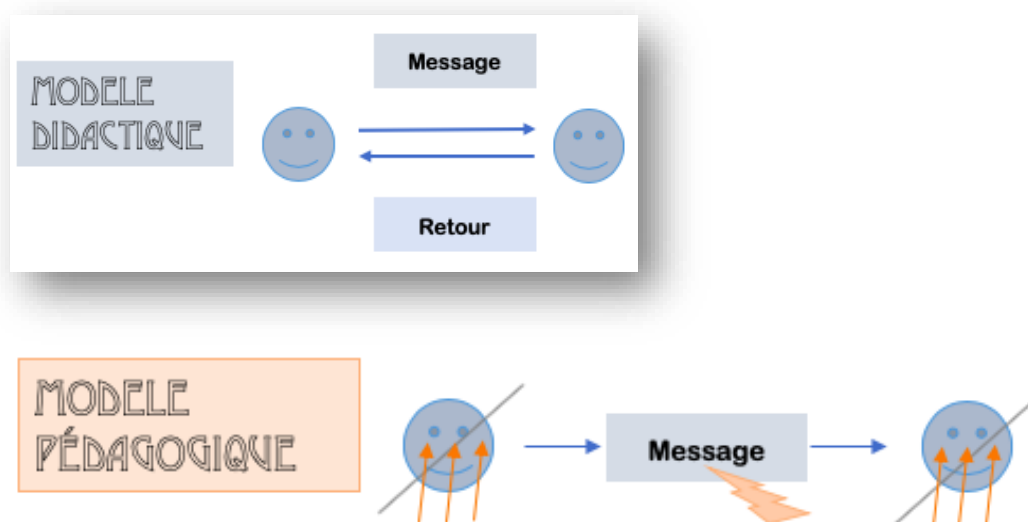 Message
MODELE
DIDACTIQUE
Retour
MODELE
PÉDAGOGIQUE
Message